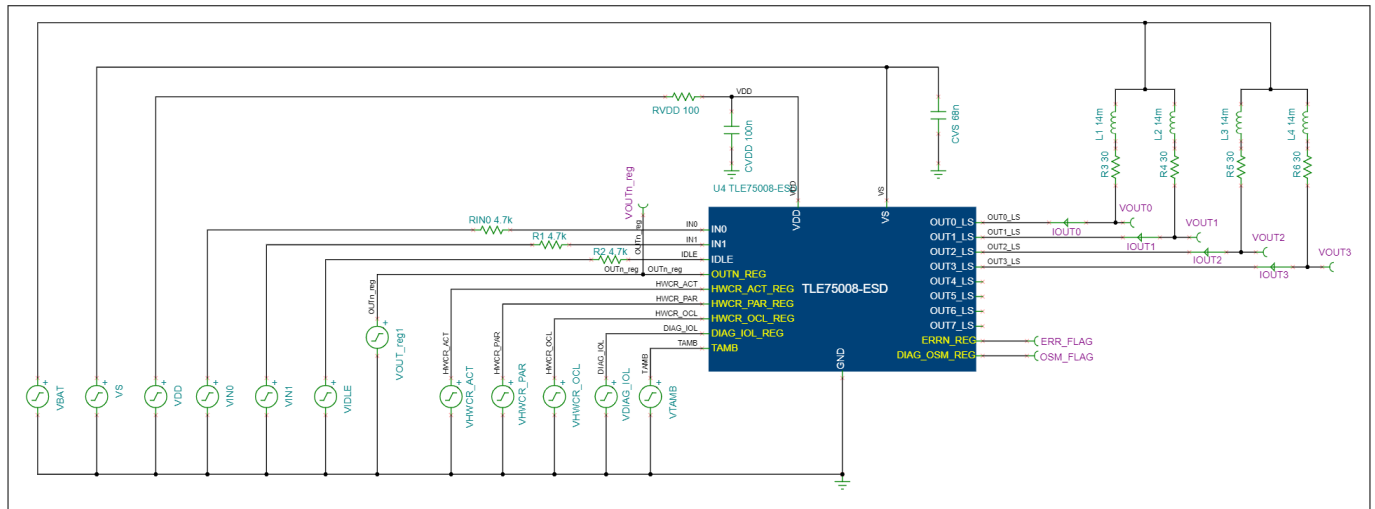 VDD
RVDD 100
CVDD 100n
CVS 68n
L1 14m
L2 14m
L3 14m
L4 14m
R3 30
R4 30
R5 30
R6 30
U4 TLE75008-ESD
VDD
VS
VOUTn_reg
OUTn_reg
RIN0 4.7k
R1 4.7k
R2 4.7k
IN0
IN1
IDLE
OUTn_reg
OUTn_reg
HWCR_ACT
HWCR_PAR
HWCR_OCL
DIAG_IOL
TAMB
VDD
VS
IN0
IN1
IDLE
OUTN_REG
HWCR_ACT_REG
HWCR_PAR_REG
HWCR_OCL_REG
DIAG_IOL_REG
TAMB
TLE75008-ESD
GND
OUT0_LS
OUT1_LS
OUT2_LS
OUT3_LS
OUT4_LS
OUT5_LS
OUT6_LS
OUT7_LS
ERRN_REG
DIAG_OSM_REG
OUT0_LS
OUT1_LS
OUT2_LS
OUT3_LS
IOUT0
IOUT1
IOUT2
IOUT3
VOUT0
VOUT1
VOUT2
VOUT3
ERR_FLAG
OSM_FLAG
OUTn_reg
VOUT_reg1
HWCR_ACT
HWCR_PAR
HWCR_OCL
DIAG_IOL
TAMB
VBAT
VS
VDD
VIN0
VIN1
VIDLE
VHWCR_ACT
VHWCR_PAR
VHWCR_OCL
VDIAG_IOL
VTAMB